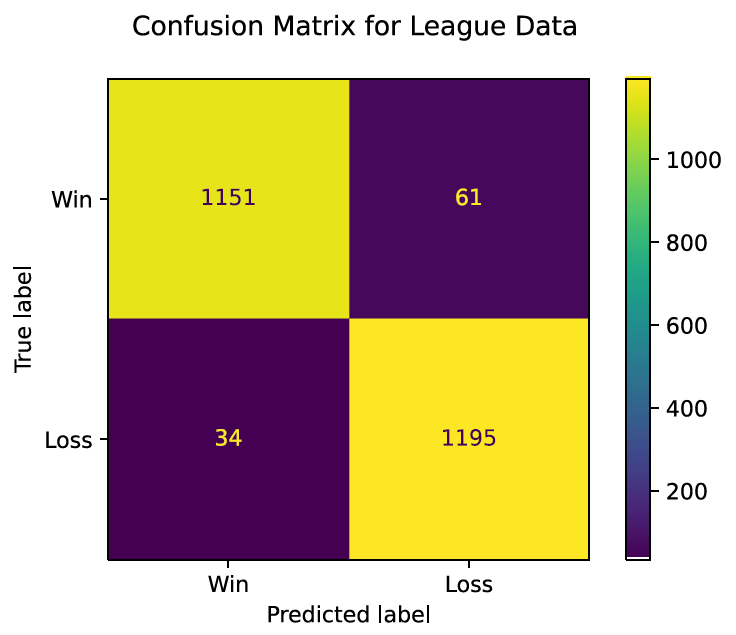 Confusion Matrix for League Data
Win
1151
61
Loss
34
1195
Win
Loss
True label
Predicted label
1000
800
600
400
200